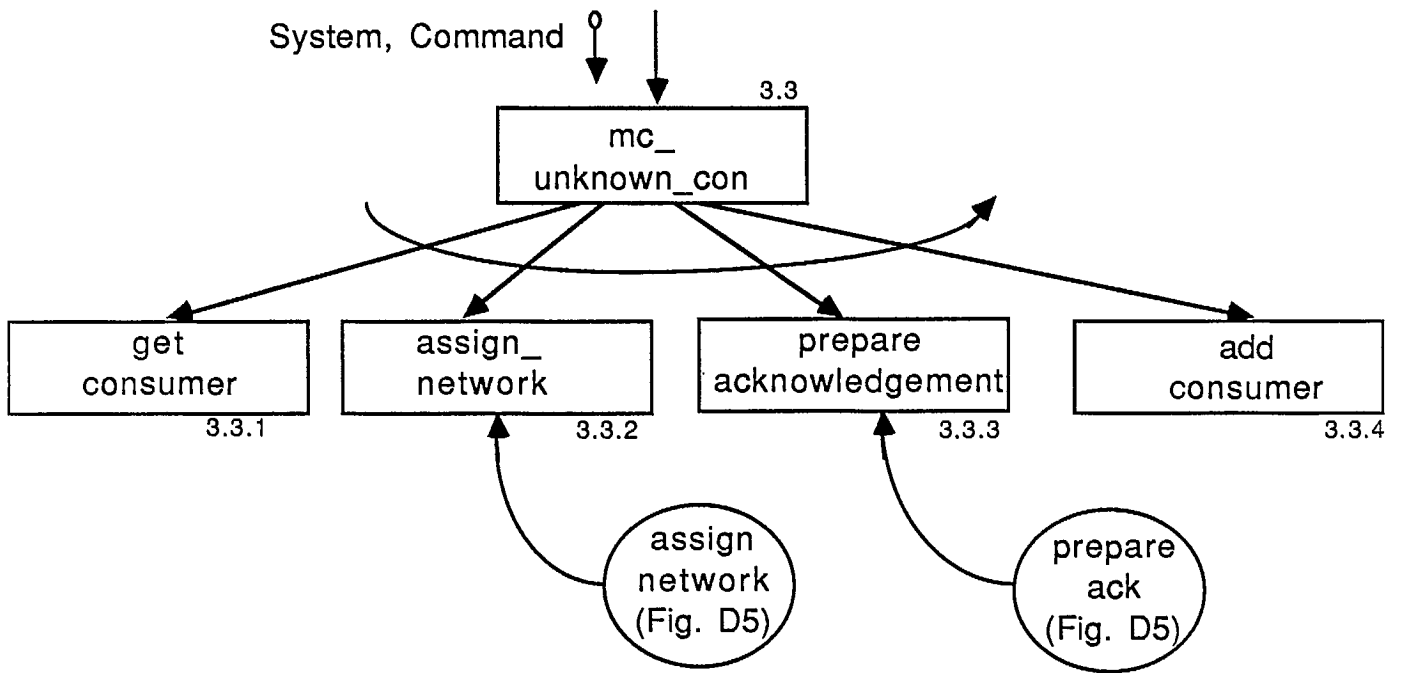 System, Command
3.3
mc_
unknown_con
get
consumer
3.3.1
assign_
network
3.3.2
prepare
acknowledgement
3.3.3
add
consumer
3.3.4
assign
network
(Fig. D5)
prepare
ack
(Fig. D5)